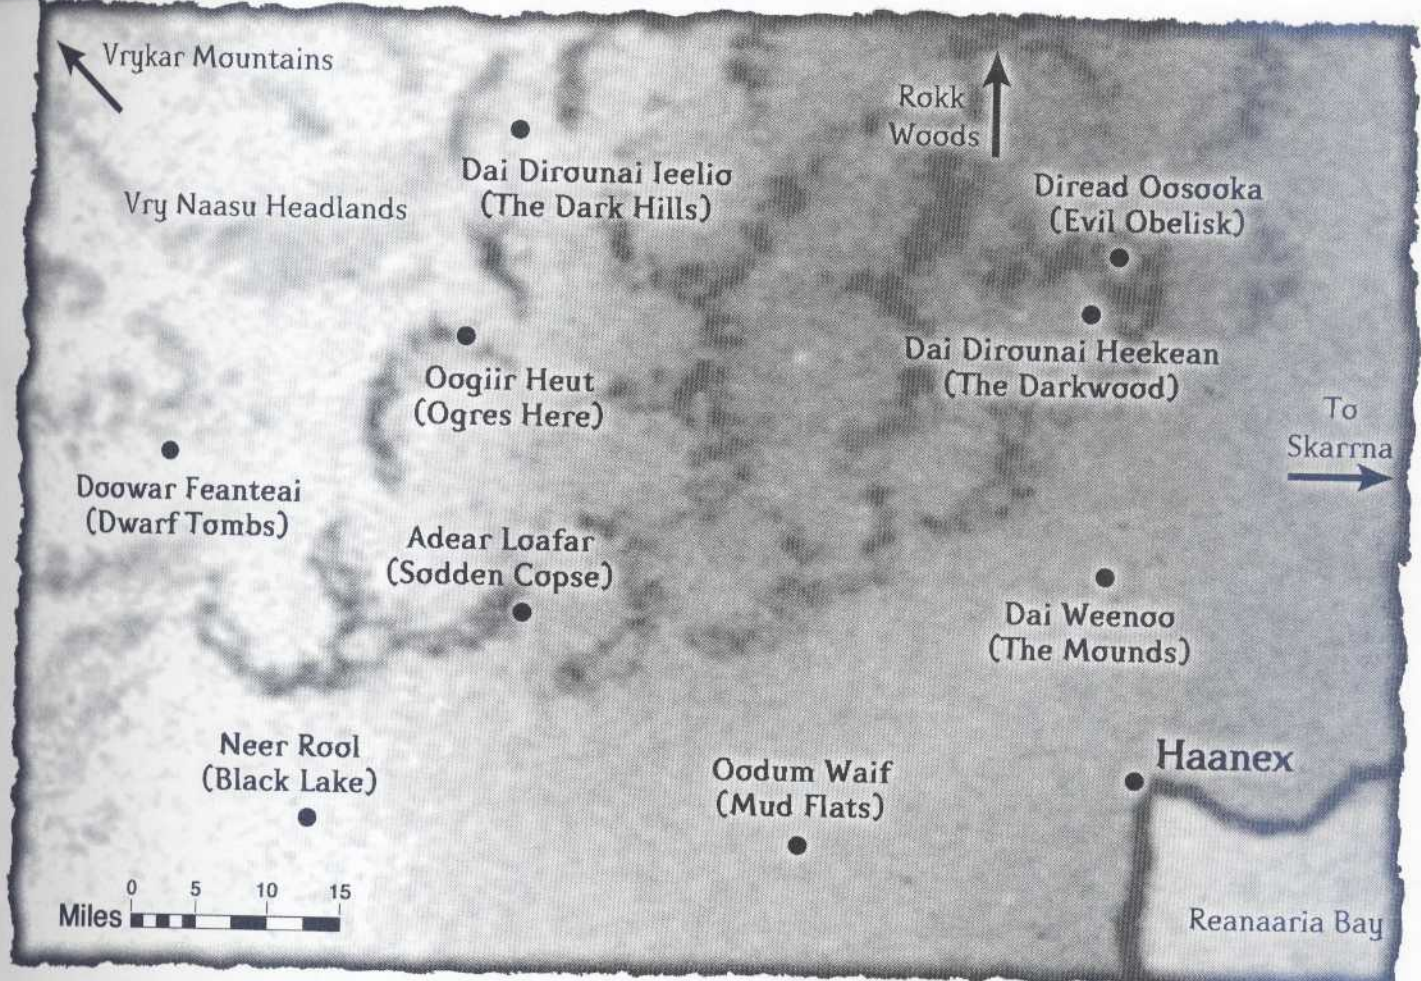 Vrykar Mountains
Rokk
Woods
Dai Dirounai Ieelio
(The Dark Hills)
Diread Oosooka
(Evil Obelisk)
Vry Naasu Headlands
Dai Dirounai Heekean
(The Darkwood)
Oogiir Heut
(Ogres Here)
To
Skarrna
Doowar Feanteai
(Dwarf Tombs)
Adear Loafar
(Sodden Copse)
Dai Weenoo
(The Mounds)
Neer Rool
(Black Lake)
Oodum Waif
(Mud Flats)
Haanex
0 5 10 15
Miles
Reanaaria Bay